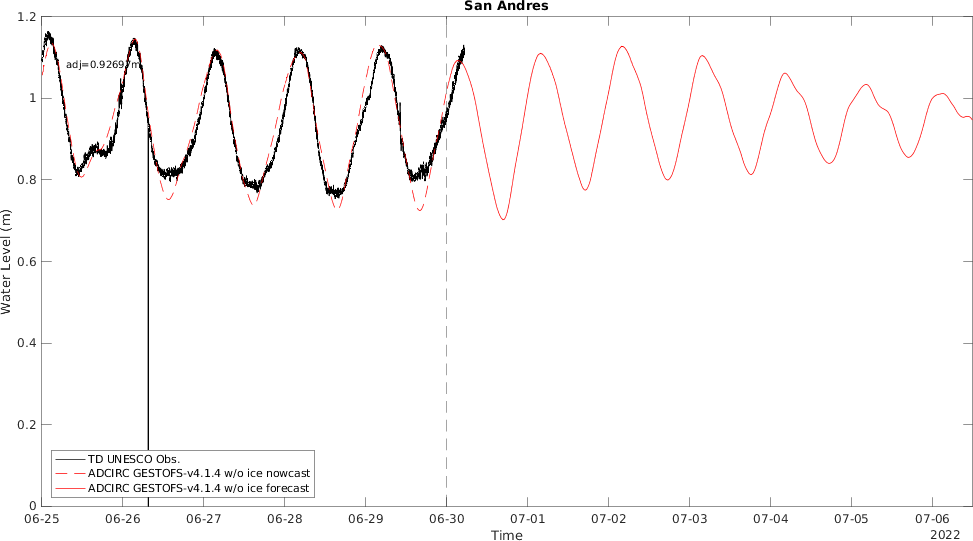 San Andres
1.2
adj=0.92697m
1
0.8
0.6
0.4
0.2
0
Water Level (m)
TD UNESCO Obs.
ADCIRC GESTOFS-v4.1.4 w/o ice nowcast
ADCIRC GESTOFS-v4.1.4 w/o ice forecast
06-25 06-26 06-27 06-28 06-29 06-30 07-01 07-02 07-03 07-04 07-05 07-06
Time
2022